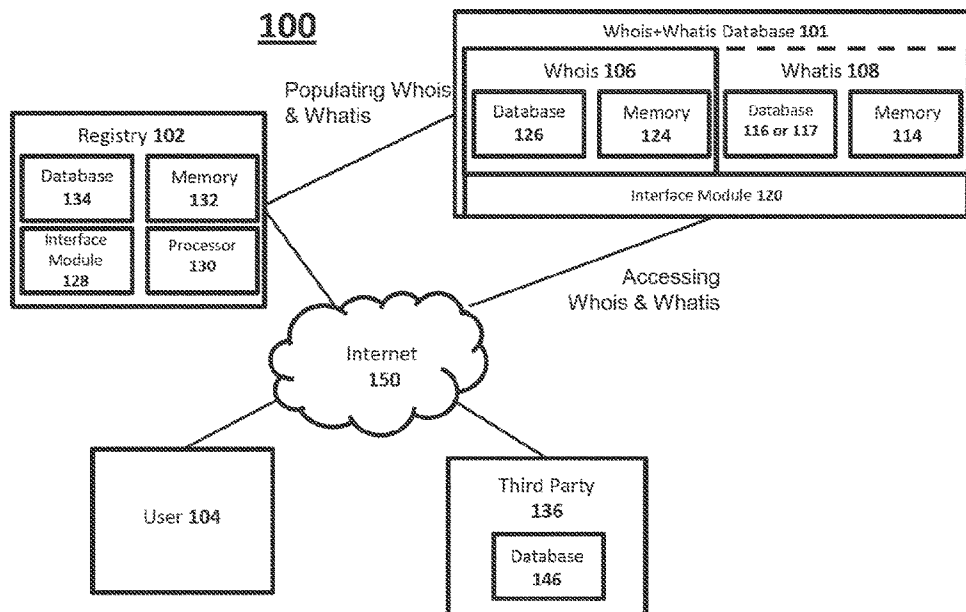 100
Whois+Whatis Database 101
Whois 106
Whatis 108
Database
126
Memory
124
Database
116 or 117
Memory
114
Interface Module 120
Populating Whois
& Whatis
Registry 102
Database
134
Memory
132
Interface
Module
128
Processor
130
Accessing
Whois & Whatis
Internet
150
User 104
Third Party
136
Database
146